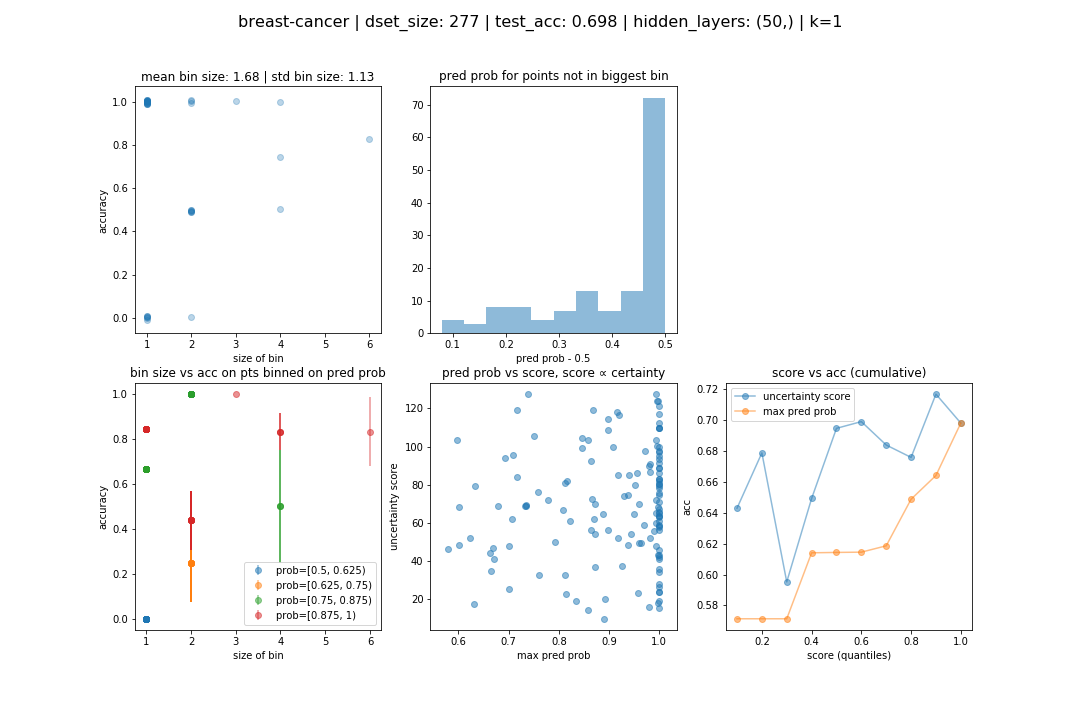 breast-cancer | dset_size: 277 | test_acc: 0.698 | hidden_layers: (50,) | k=1
mean bin size: 1.68 | std bin size: 1.13
1.0
0.8
0.6
0.4
0.2
0.0
accuracy
1 2 3 4 5 6
size of bin
pred prob for points not in biggest bin
70
60
50
40
30
20
10
0
0.1 0.2 0.3 0.4 0.5
pred prob - 0.5
bin size vs acc on pts binned on pred prob
1.0
0.8
0.6
0.4
0.2
0.0
accuracy
prob=[0.5, 0.625)
prob=[0.625, 0.75)
prob=[0.75, 0.875)
prob=[0.875, 1)
1 2 3 4 5 6
size of bin
pred prob vs score, score ∝ certainty
120
100
80
60
40
20
uncertainty score
0.6 0.7 0.8 0.9 1.0
max pred prob
score vs acc (cumulative)
0.72
0.70
0.68
0.66
0.64
0.62
0.60
0.58
acc
uncertainty score
max pred prob
0.2 0.4 0.6 0.8 1.0
score (quantiles)